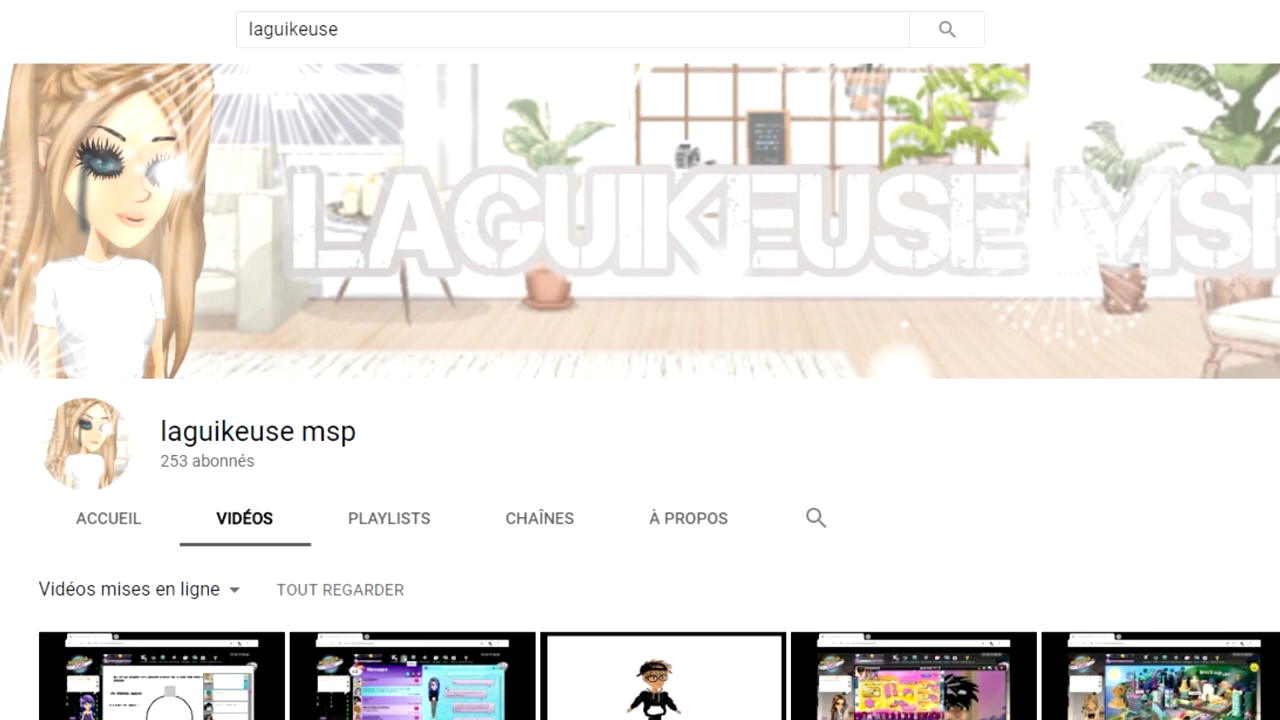 laguikeuse
LAGUIKEUSE MSP
laguikeuse msp
253 abonnés
ACCUEIL
VIDÉOS
PLAYLISTS
CHAÎNES
À PROPOS
Vidéos mises en ligne
TOUT REGARDER